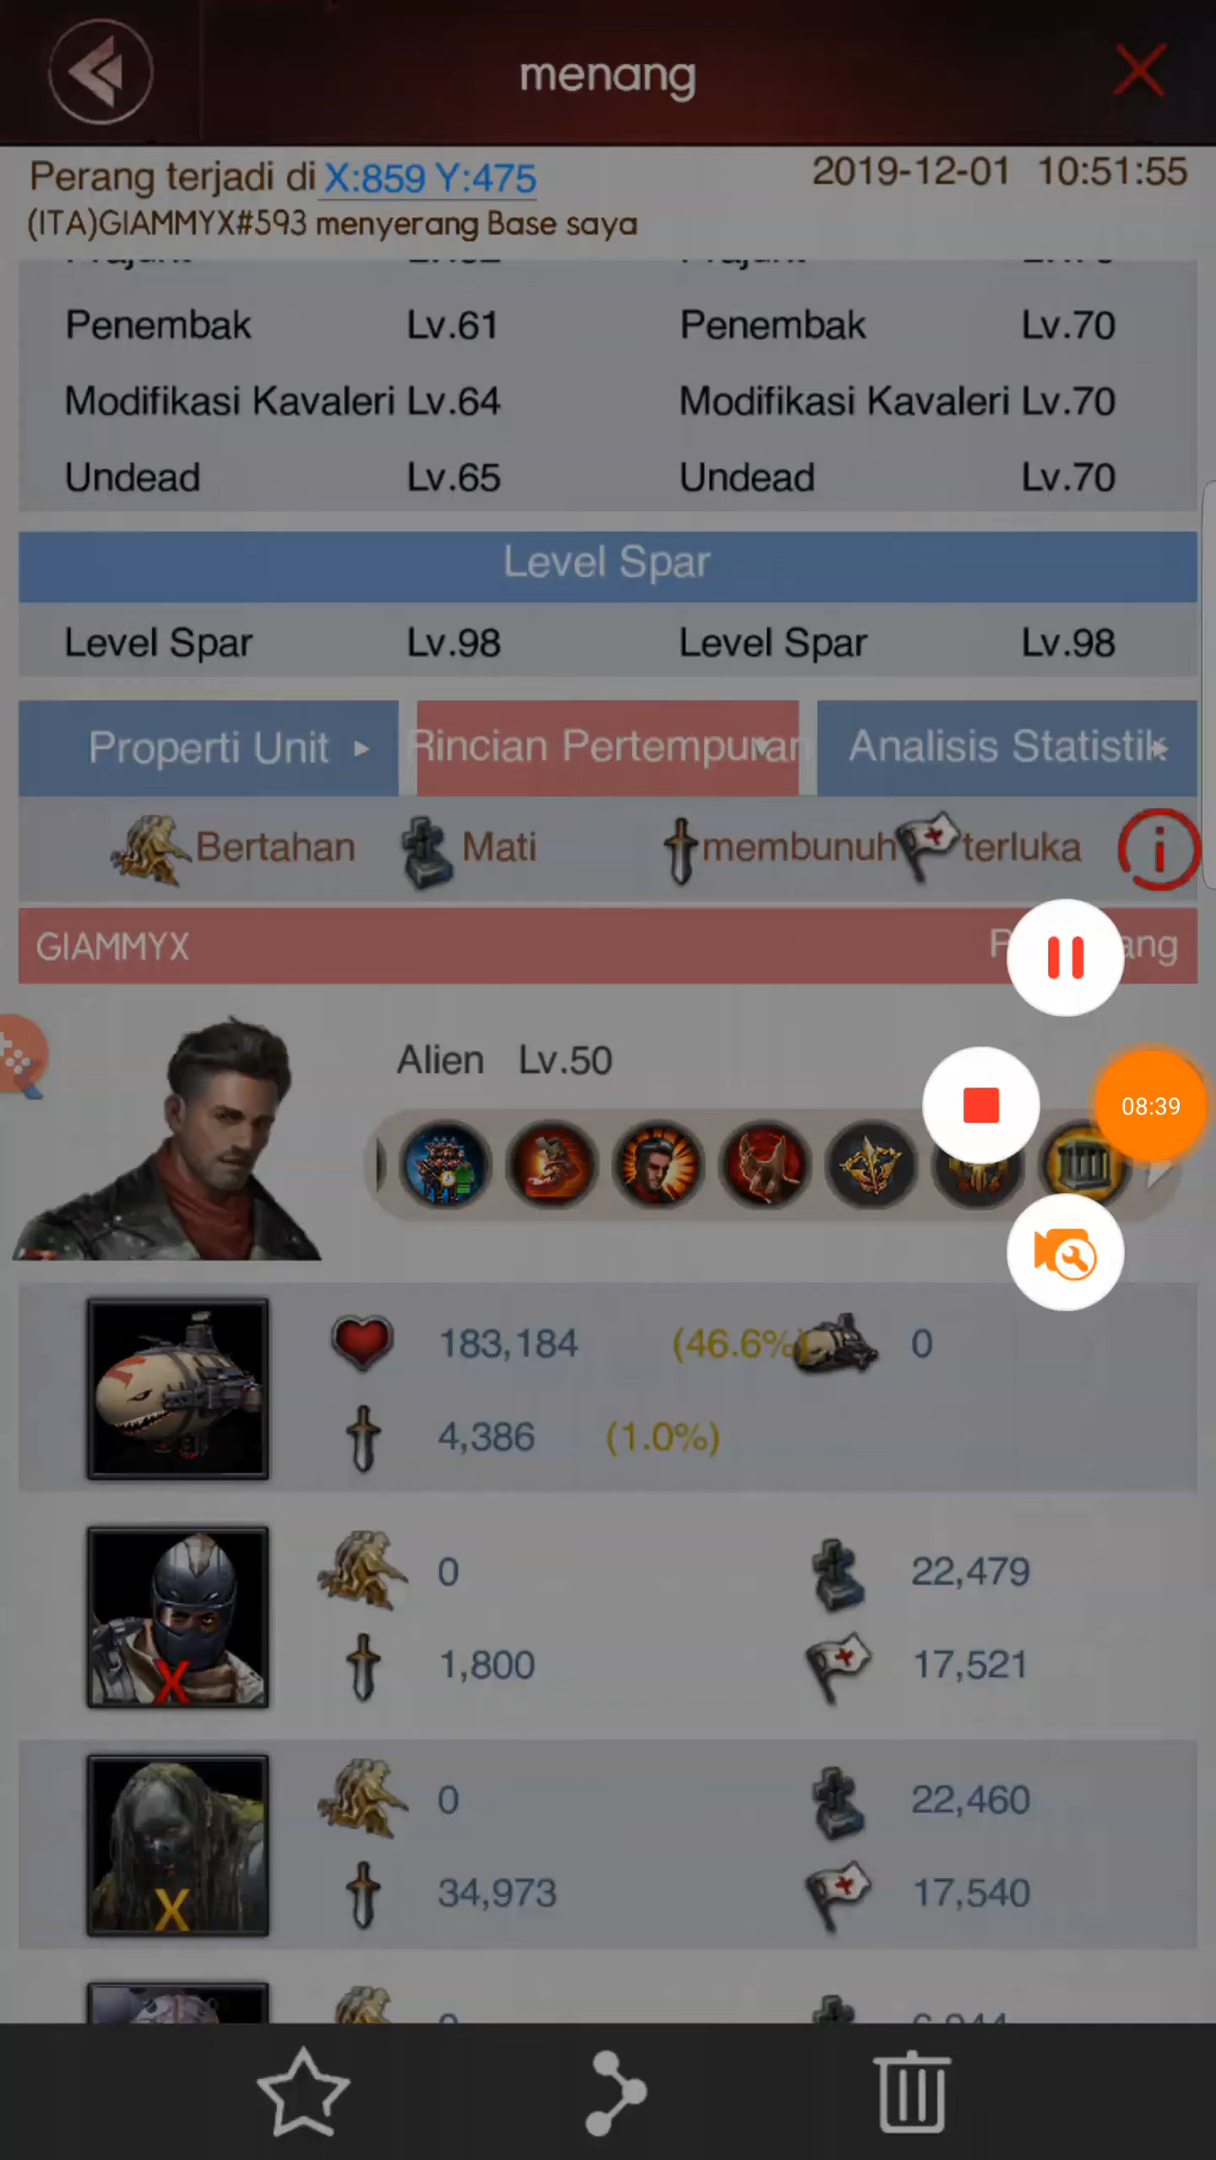 menang
Perang terjadi di X:859 Y:475 2019-12-01 10:51:55
(ITA)GIAMMYX#593 menyerang Base saya
Penembak Lv.61 Penembak Lv.70
Modifikasi Kavaleri Lv.64 Modifikasi Kavaleri Lv.70
Undead Lv.65 Undead Lv.70
Level Spar
Level Spar Lv.98 Level Spar Lv.98
Properti Unit Rincian Pertempuran Analisis Statistik
Bertahan Mati membunuh terluka
GIAMMYX
Alien Lv.50
08:39
183,184 (46.6%) 0
4,386 (1.0%)
0 22,479
1,800 17,521
X
0 22,460
34,973 17,540
X